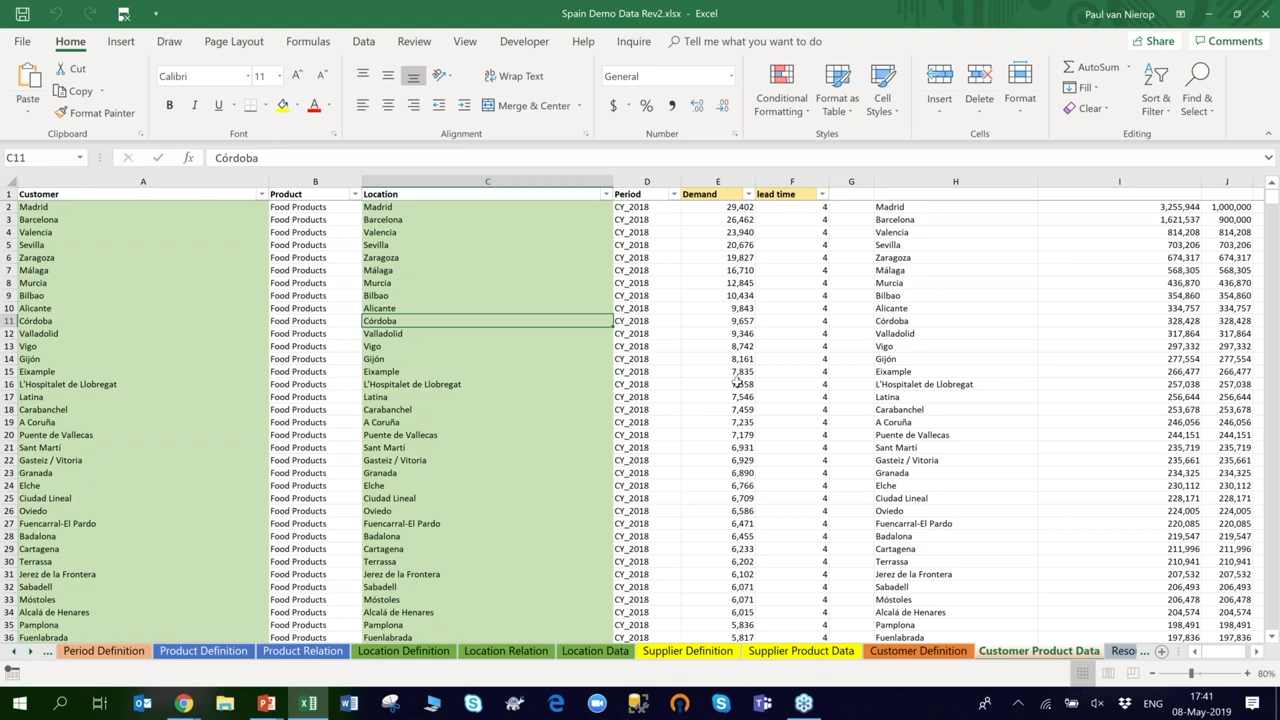 Spain Demo Data Rev2.xlsx - Excel
Paul van Nierop
File Home Insert Draw Page Layout Formulas Data Review View Developer Help Inquire Tell me what you want to do Share Comments
Paste
Cut
Copy
Format Painter
Calibri 11
B I U
Wrap Text
Merge & Center
General
$ %
Conditional Formatting
Format as Table
Cell Styles
Insert
Delete
Format
AutoSum
Fill
Clear
Sort & Filter
Find & Select
Clipboard Font Alignment Number Styles Cells Editing
C11 fx Córdoba
A B C D E F G H I J
1 Customer Product Location Period Demand lead time
2 Madrid Food Products Madrid CY_2018 29,402 4 Madrid 3,255,944 1,000,000
3 Barcelona Food Products Barcelona CY_2018 26,462 4 Barcelona 1,621,537 900,000
4 Valencia Food Products Valencia CY_2018 23,940 4 Valencia 814,208 814,208
5 Sevilla Food Products Sevilla CY_2018 20,676 4 Sevilla 703,206 703,206
6 Zaragoza Food Products Zaragoza CY_2018 19,827 4 Zaragoza 674,317 674,317
7 Málaga Food Products Málaga CY_2018 16,710 4 Málaga 568,305 568,305
8 Murcia Food Products Murcia CY_2018 12,845 4 Murcia 436,870 436,870
9 Bilbao Food Products Bilbao CY_2018 10,434 4 Bilbao 354,860 354,860
10 Alicante Food Products Alicante CY_2018 9,843 4 Alicante 334,757 334,757
11 Córdoba Food Products Córdoba CY_2018 9,657 4 Córdoba 328,428 328,428
12 Valladolid Food Products Valladolid CY_2018 9,346 4 Valladolid 317,864 317,864
13 Vigo Food Products Vigo CY_2018 8,742 4 Vigo 297,332 297,332
14 Gijón Food Products Gijón CY_2018 8,161 4 Gijón 277,554 277,554
15 Eixample Food Products Eixample CY_2018 7,835 4 Eixample 266,477 266,477
16 L'Hospitalet de Llobregat Food Products L'Hospitalet de Llobregat CY_2018 4 L'Hospitalet de Llobregat 257,038 257,038
17 Latina Food Products Latina CY_2018 7,546 4 Latina 256,644 256,644
18 Carabanchel Food Products Carabanchel CY_2018 7,459 4 Carabanchel 253,678 253,678
19 A Coruña Food Products A Coruña CY_2018 7,235 4 A Coruña 246,056 246,056
20 Puente de Vallecas Food Products Puente de Vallecas CY_2018 7,179 4 Puente de Vallecas 244,151 244,151
21 Sant Martí Food Products Sant Martí CY_2018 6,931 4 Sant Martí 235,719 235,719
22 Gasteiz / Vitoria Food Products Gasteiz / Vitoria CY_2018 6,929 4 Gasteiz / Vitoria 235,661 235,661
23 Granada Food Products Granada CY_2018 6,890 4 Granada 234,325 234,325
24 Elche Food Products Elche CY_2018 6,766 4 Elche 230,112 230,112
25 Ciudad Lineal Food Products Ciudad Lineal CY_2018 6,709 4 Ciudad Lineal 228,171 228,171
26 Oviedo Food Products Oviedo CY_2018 6,586 4 Oviedo 224,005 224,005
27 Fuencarral-El Pardo Food Products Fuencarral-El Pardo CY_2018 6,471 4 Fuencarral-El Pardo 220,085 220,085
28 Badalona Food Products Badalona CY_2018 6,455 4 Badalona 219,547 219,547
29 Cartagena Food Products Cartagena CY_2018 6,233 4 Cartagena 211,996 211,996
30 Terrassa Food Products Terrassa CY_2018 6,202 4 Terrassa 210,941 210,941
31 Jerez de la Frontera Food Products Jerez de la Frontera CY_2018 6,102 4 Jerez de la Frontera 207,532 207,532
32 Sabadell Food Products Sabadell CY_2018 6,071 4 Sabadell 206,493 206,493
33 Móstoles Food Products Móstoles CY_2018 6,071 4 Móstoles 206,478 206,478
34 Alcalá de Henares Food Products Alcalá de Henares CY_2018 6,015 4 Alcalá de Henares 204,574 204,574
35 Pamplona Food Products Pamplona CY_2018 5,836 4 Pamplona 198,491 198,491
36 Fuenlabrada Food Products Fuenlabrada CY_2018 5,817 4 Fuenlabrada 197,836 197,836
... Period Definition Product Definition Product Relation Location Definition Location Relation Location Data Supplier Definition Supplier Product Data Customer Definition Customer Product Data Reso ...
80%
ENG
17:41
08-May-2019